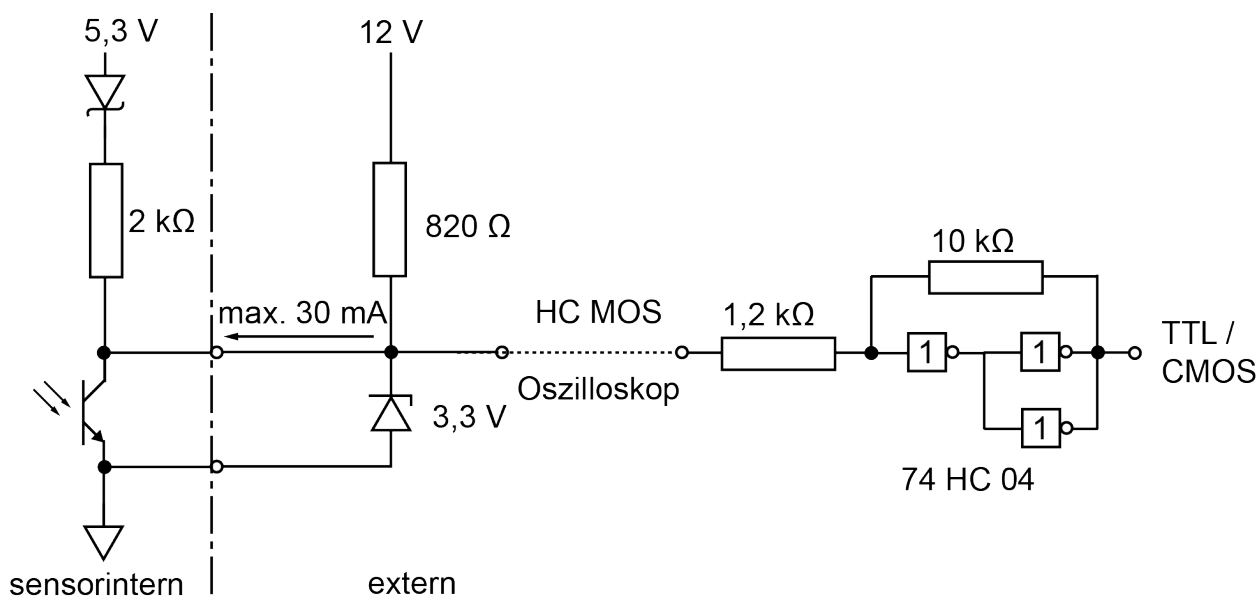 5,3 V
12 V
2 kΩ
820 Ω
max. 30 mA
3,3 V
HC MOS
Oszilloskop
1,2 kΩ
10 kΩ
1
1
1
74 HC 04
TTL /
CMOS
sensorintern
extern